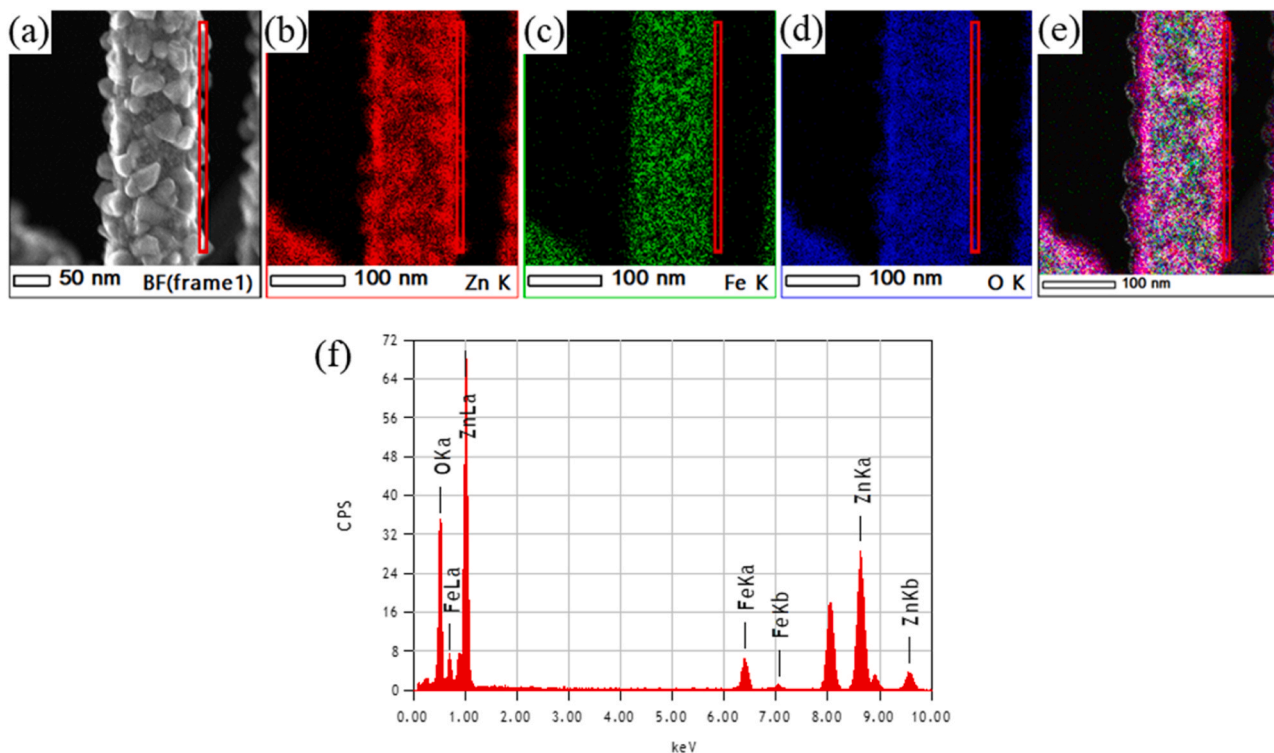 (a) (b) (c) (d) (e)
50 nm BF(frame1)
100 nm Zn K
100 nm Fe K
100 nm O K
100 nm
(f)
72
64
56
48
40
32
24
16
8
0
CPS
OKa
FeLa
ZnLa
FeKa
FeKb
ZnKa
ZnKb
0.00 1.00 2.00 3.00 4.00 5.00 6.00 7.00 8.00 9.00 10.00
keV